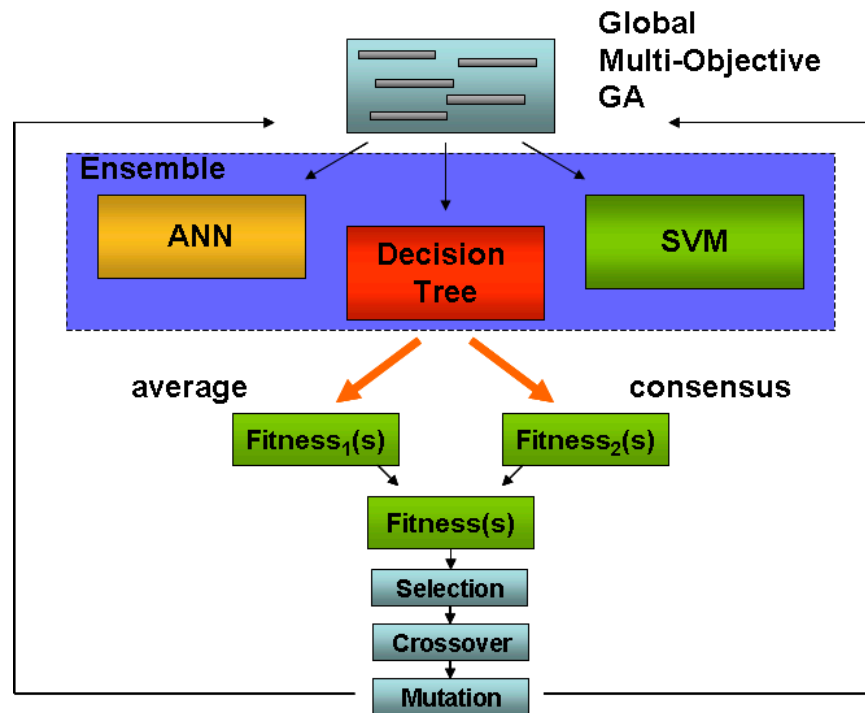 Global
Multi-Objective
GA
Ensemble
ANN
Decision
Tree
SVM
average
consensus
Fitness₁(s)
Fitness₂(s)
Fitness(s)
Selection
Crossover
Mutation